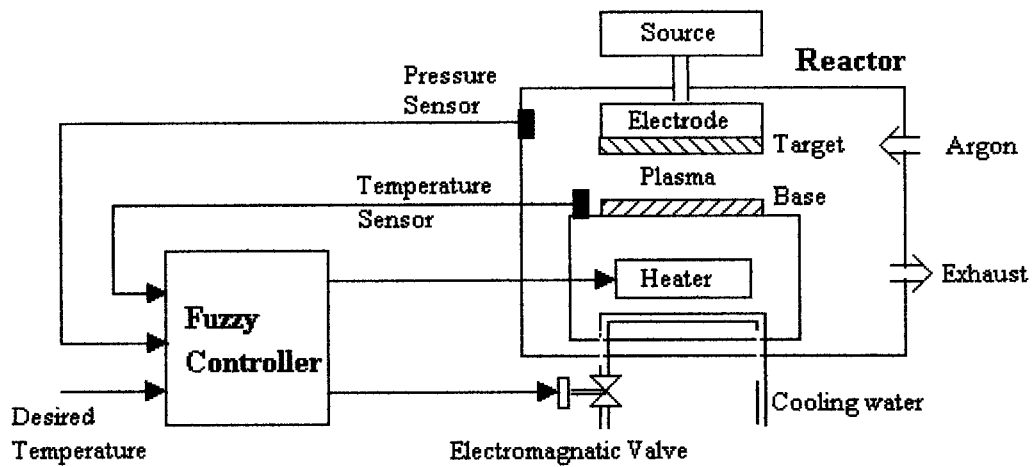 Source
Reactor
Pressure
Sensor
Electrode
Target
Argon
Plasma
Temperature
Sensor
Base
Heater
Exhaust
Fuzzy
Controller
Desired
Temperature
Cooling water
Electromagnetic Valve